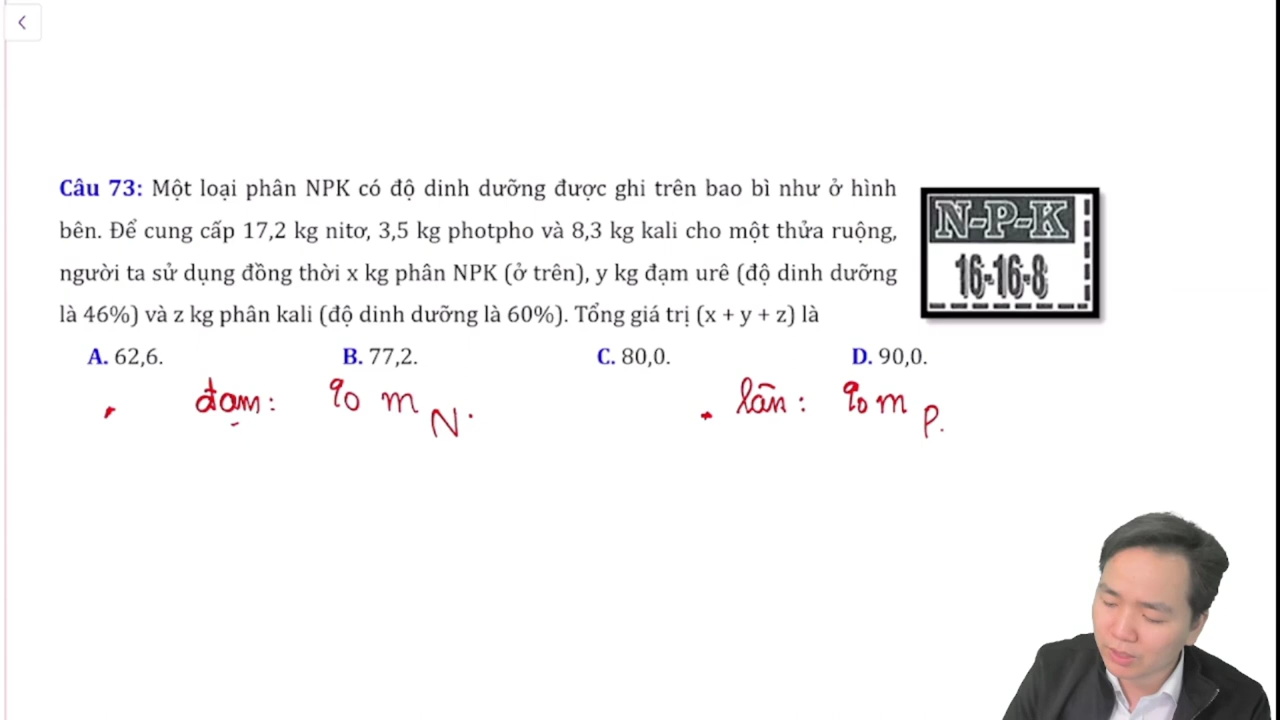 Câu 73: Một loại phân NPK có độ dinh dưỡng được ghi trên bao bì như ở hình
bên. Để cung cấp 17,2 kg nitơ, 3,5 kg photpho và 8,3 kg kali cho một thửa ruộng,
người ta sử dụng đồng thời x kg phân NPK (ở trên), y kg đạm urê (độ dinh dưỡng
là 46%) và z kg phân kali (độ dinh dưỡng là 60%). Tổng giá trị (x + y + z) là
N-P-K
16-16-8
A. 62,6. B. 77,2. C. 80,0. D. 90,0.
đạm: % m N. lân: % m P.